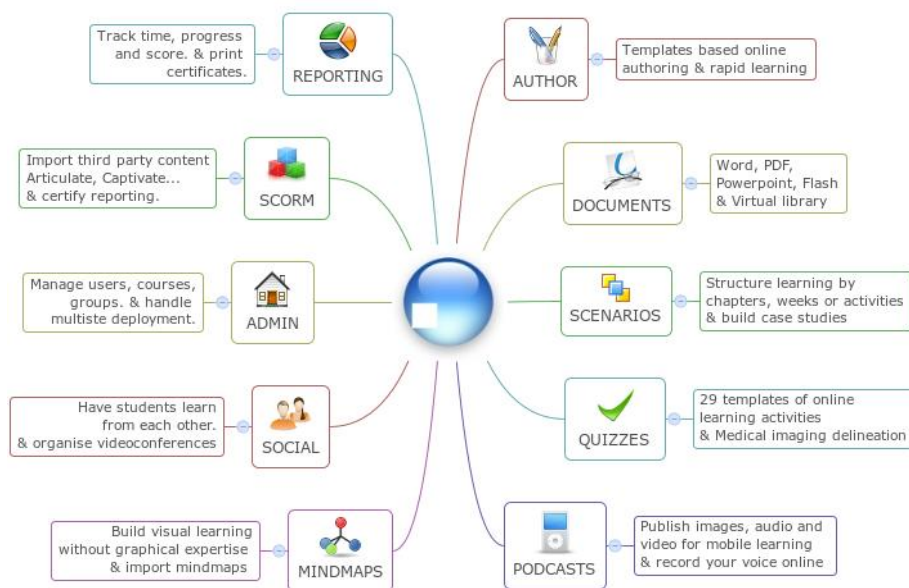 Track time, progress
and score. & print
certificates.
REPORTING
AUTHOR
Templates based online
authoring & rapid learning
Import third party content
Articulate, Captivate...
& certify reporting.
SCORM
DOCUMENTS
Word, PDF,
Powerpoint, Flash
& Virtual library
Manage users, courses,
groups. & handle
multiste deployment.
ADMIN
SCENARIOS
Structure learning by
chapters, weeks or activities
& build case studies
Have students learn
from each other.
& organise videoconferences
SOCIAL
QUIZZES
29 templates of online
learning activities
& Medical imaging delineation
Build visual learning
without graphical expertise
& import mindmaps
MINDMAPS
PODCASTS
Publish images, audio and
video for mobile learning
& record your voice online